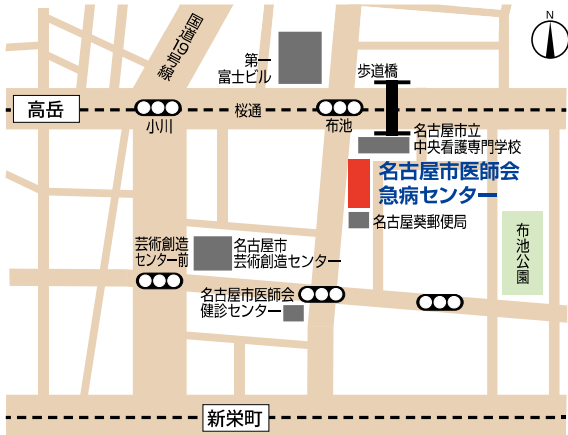 N
国道19号線
第一
富士ビル
歩道橋
高岳
桜通
小川
布池
名古屋市立
中央看護専門学校
名古屋市医師会
急病センター
名古屋葵郵便局
布池公園
芸術創造
センター前
名古屋市
芸術創造センター
名古屋市医師会
健診センター
新栄町